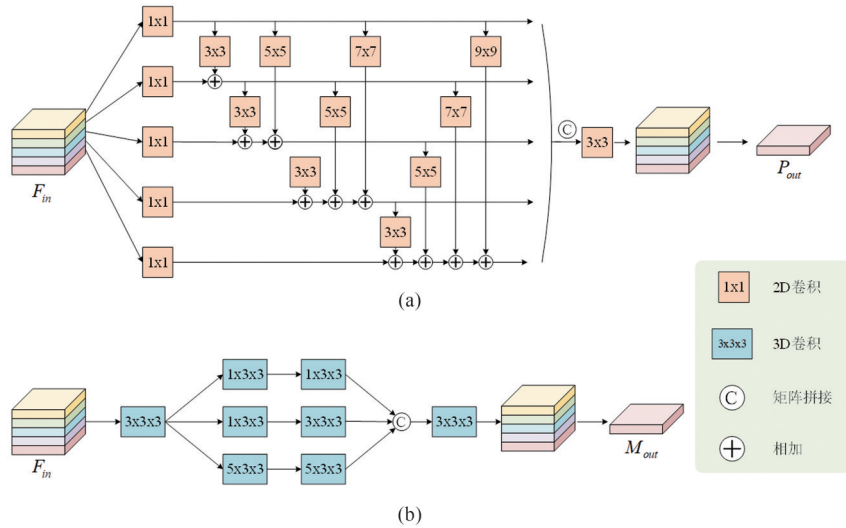 1x1
3x3
5x5
7x7
9x9
1x1
3x3
5x5
7x7
1x1
3x3
5x5
C
3x3
F_in
P_out
1x1
3x3
1x1
(a)
1x1
2D卷积
3x3x3
3D卷积
C
矩阵拼接
相加
1x3x3
1x3x3
3x3x3
1x3x3
3x3x3
C
3x3x3
5x3x3
5x3x3
F_in
M_out
(b)